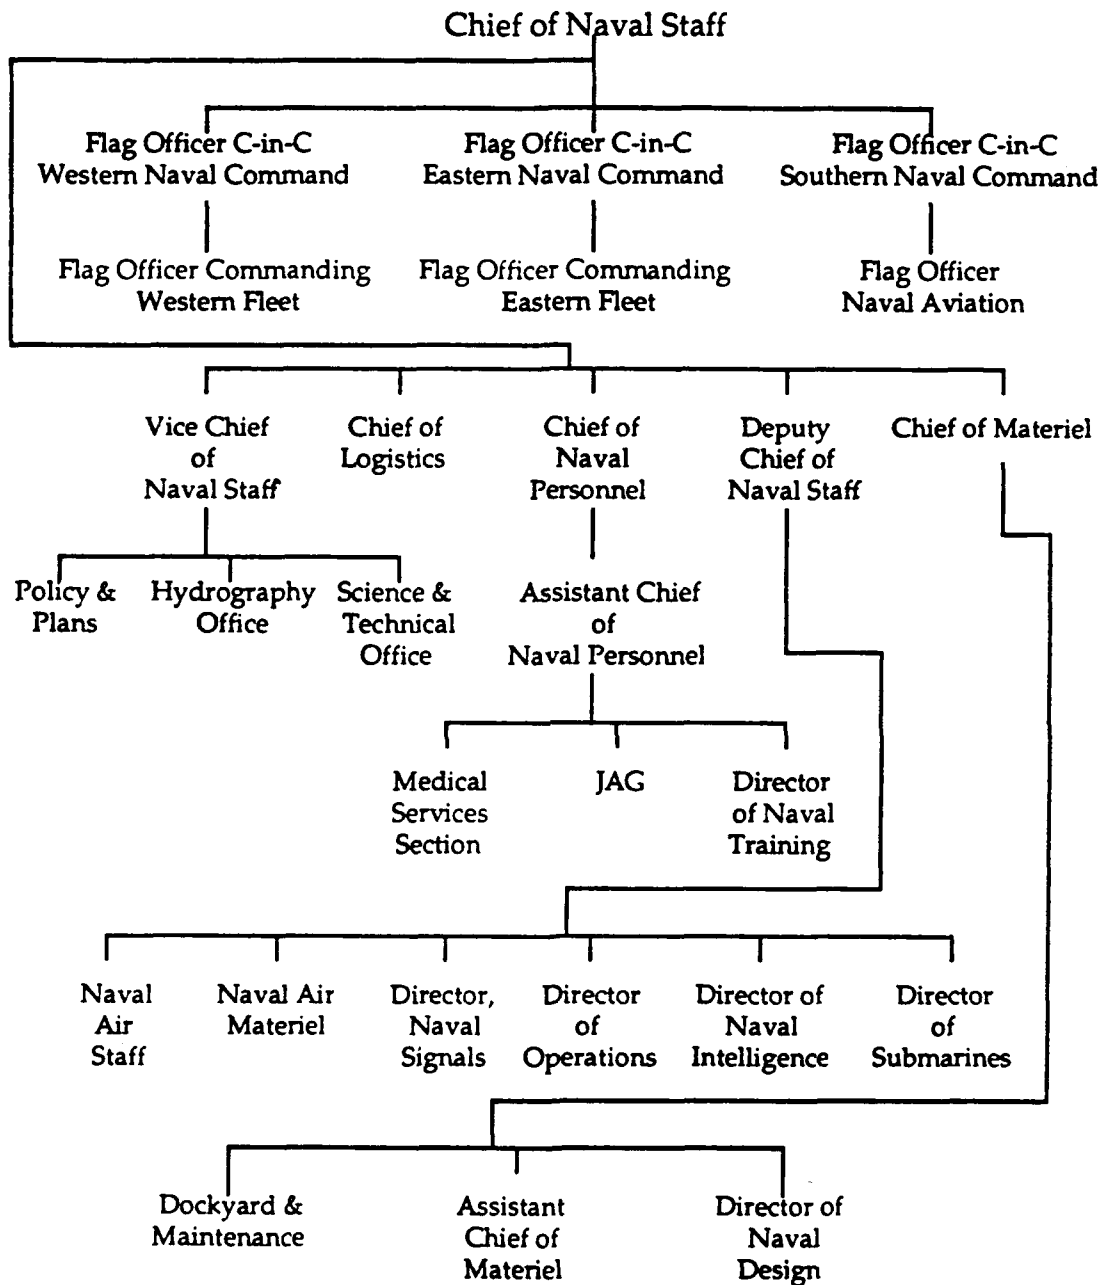 Chief of Naval Staff
Flag Officer C-in-C
Western Naval Command
Flag Officer C-in-C
Eastern Naval Command
Flag Officer C-in-C
Southern Naval Command
Flag Officer Commanding
Western Fleet
Flag Officer Commanding
Eastern Fleet
Flag Officer
Naval Aviation
Vice Chief
of
Naval Staff
Chief of
Logistics
Chief of
Naval
Personnel
Deputy
Chief of
Naval Staff
Chief of Materiel
Policy &
Plans
Hydrography
Office
Science &
Technical
Office
Assistant Chief
of
Naval Personnel
Medical
Services
Section
JAG
Director
of Naval
Training
Naval
Air
Staff
Naval Air
Materiel
Director,
Naval
Signals
Director
of
Operations
Director of
Naval
Intelligence
Director
of
Submarines
Dockyard &
Maintenance
Assistant
Chief of
Materiel
Director of
Naval
Design